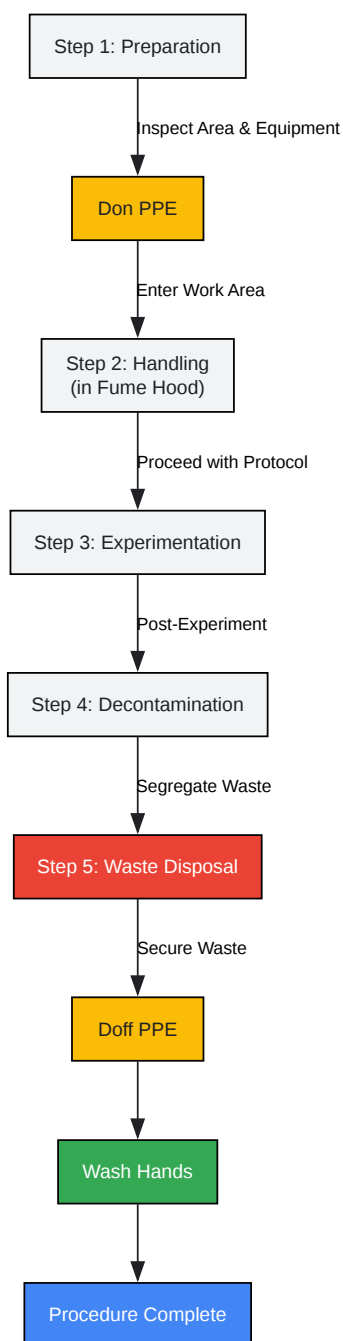 Step 1: Preparation
Inspect Area & Equipment
Don PPE
Enter Work Area
Step 2: Handling
(in Fume Hood)
Proceed with Protocol
Step 3: Experimentation
Post-Experiment
Step 4: Decontamination
Segregate Waste
Step 5: Waste Disposal
Secure Waste
Doff PPE
Wash Hands
Procedure Complete